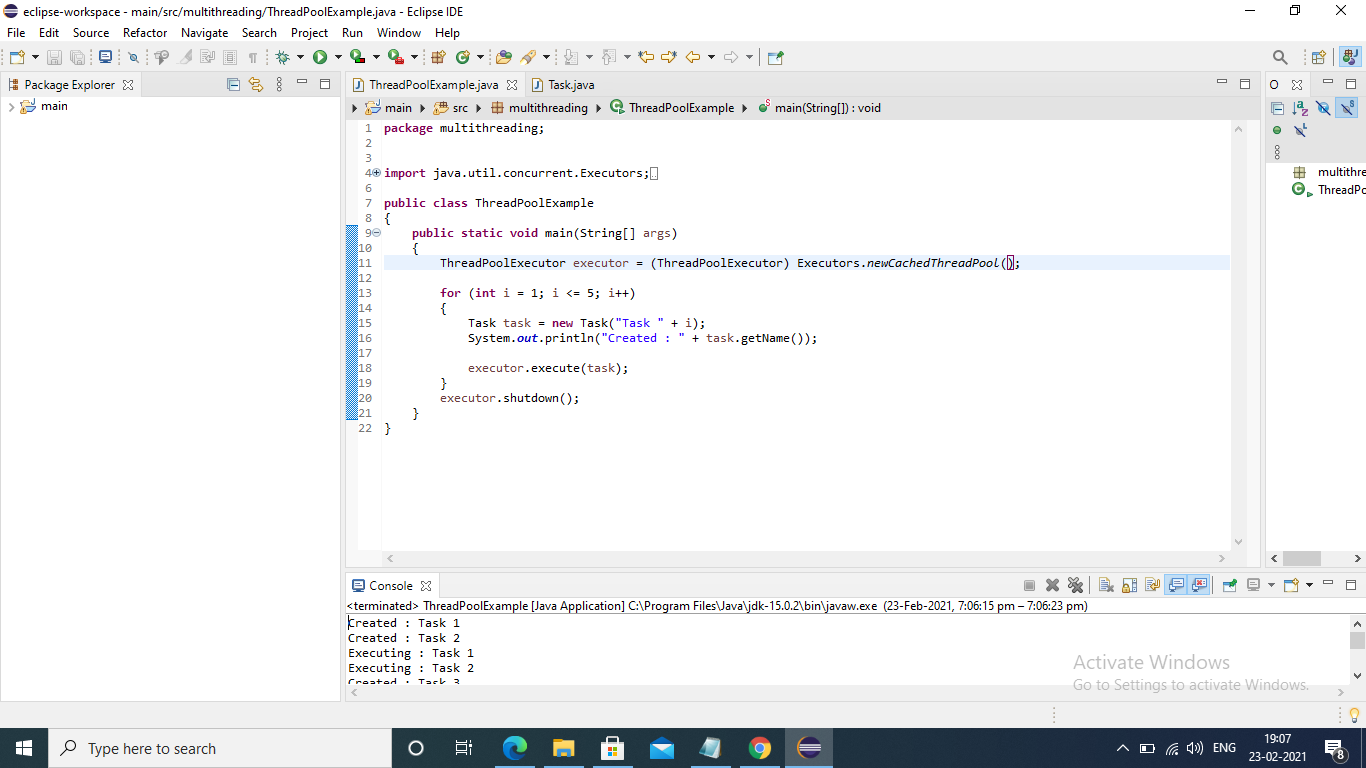 eclipse-workspace - main/src/multithreading/ThreadPoolExample.java - Eclipse IDE
File Edit Source Refactor Navigate Search Project Run Window Help
Package Explorer
main
ThreadPoolExample.java Task.java
main src multithreading ThreadPoolExample main(String[]) : void
1 package multithreading;
2
3
4 import java.util.concurrent.Executors;
6
7 public class ThreadPoolExample
8 {
9 public static void main(String[] args)
10 {
11 ThreadPoolExecutor executor = (ThreadPoolExecutor) Executors.newCachedThreadPool();
12
13 for (int i = 1; i <= 5; i++)
14 {
15 Task task = new Task("Task " + i);
16 System.out.println("Created : " + task.getName());
17
18 executor.execute(task);
19 }
20 executor.shutdown();
21 }
22 }
O
multithre
ThreadPo
Console
<terminated> ThreadPoolExample [Java Application] C:\Program Files\Java\jdk-15.0.2\bin\javaw.exe (23-Feb-2021, 7:06:15 pm – 7:06:23 pm)
Created : Task 1
Created : Task 2
Executing : Task 1
Executing : Task 2
Created : Task 3
Activate Windows
Go to Settings to activate Windows.
Type here to search
ENG
19:07
23-02-2021
8